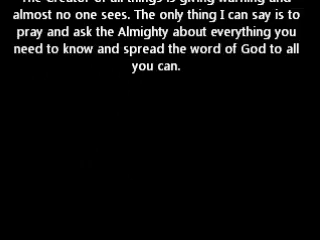 The Creator of all things is giving warning and
almost no one sees. The only thing I can say is to
pray and ask the Almighty about everything you
need to know and spread the word of God to all
you can.